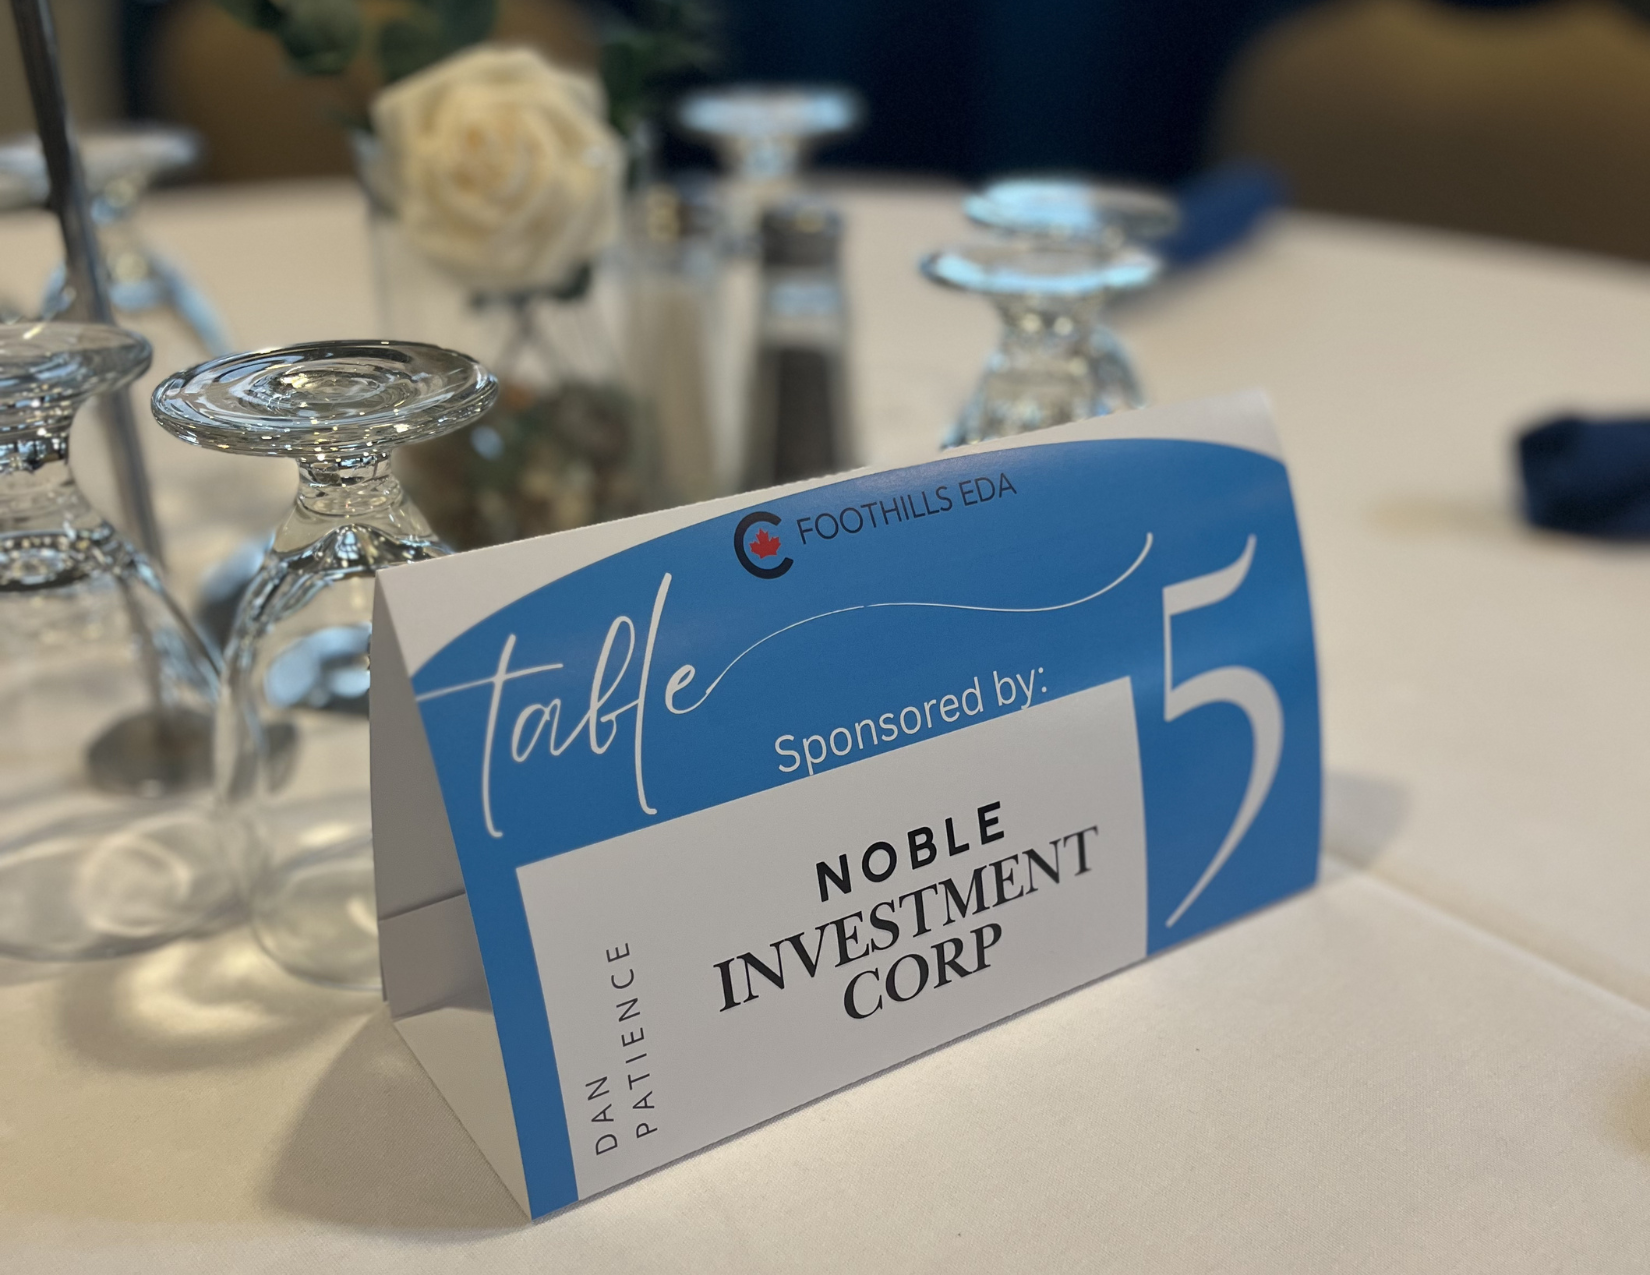 FOOTHILLS EDA
table 5
Sponsored by:
NOBLE
INVESTMENT
CORP
DAN
PATIENCE